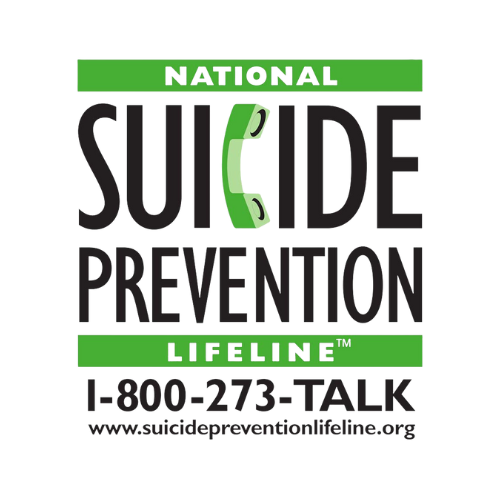 NATIONAL
SUICIDE
PREVENTION
LIFELINE™
1-800-273-TALK
www.suicidepreventionlifeline.org